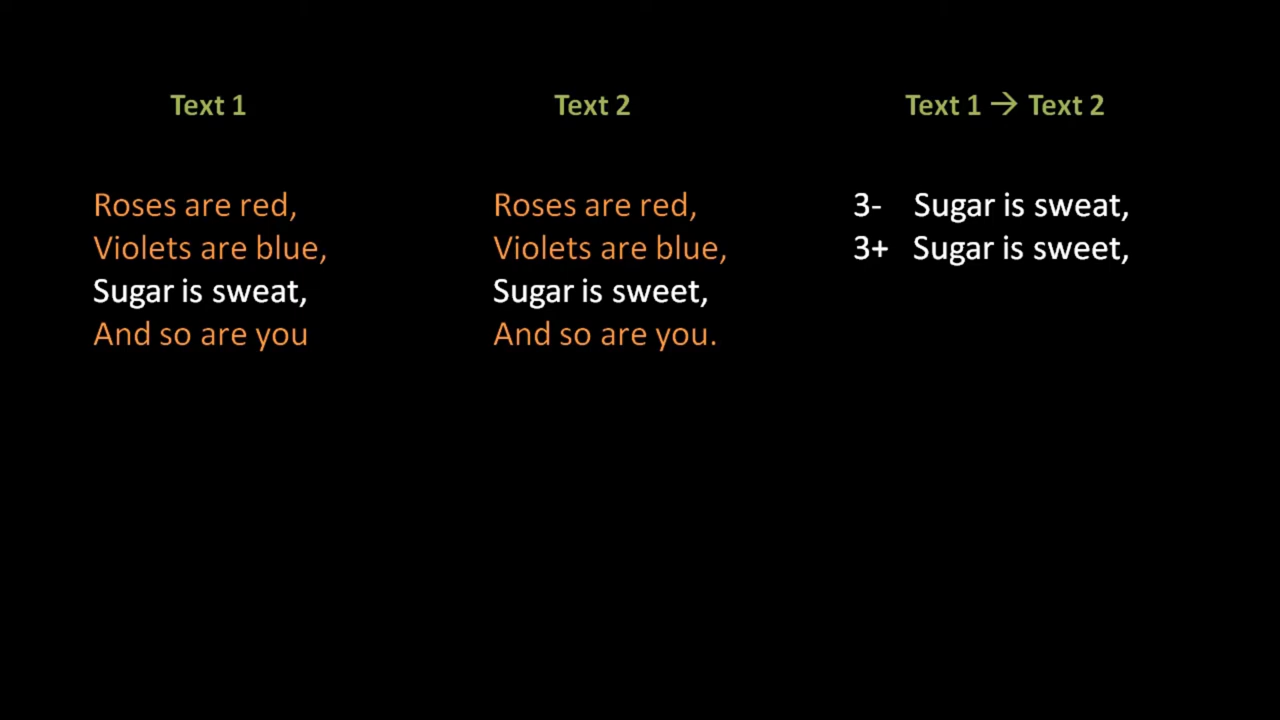 Text 1
Roses are red,
Violets are blue,
Sugar is sweat,
And so are you
Text 2
Roses are red,
Violets are blue,
Sugar is sweet,
And so are you.
Text 1 → Text 2
3- Sugar is sweat,
3+ Sugar is sweet,